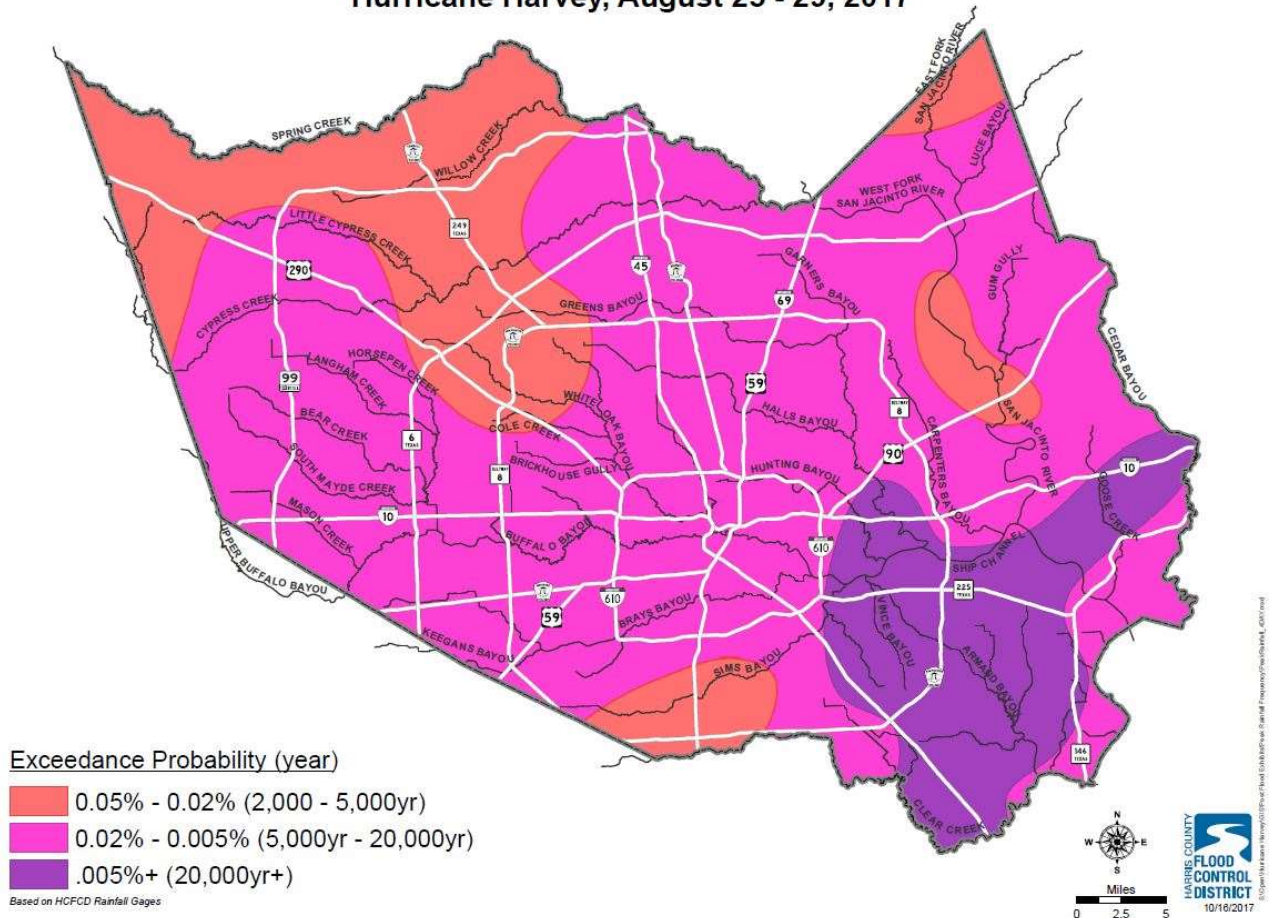 Hurricane Harvey, August 25 - 29, 2017
EAST FORK
SAN JACINTO RIVER
SPRING CREEK
WILLOW CREEK
LUCE BAYOU
WEST FORK
SAN JACINTO RIVER
LITTLE CYPRESS CREEK
249
TEXAS
290
45
GARNERS BAYOU
GUM GULLY
69
CYPRESS CREEK
GREENS BAYOU
CEDAR BAYOU
HORSEPEN CREEK
LANGHAM CREEK
99
59
WHITE OAK BAYOU
HALLS BAYOU
BELTWAY
8
BEAR CREEK
COLE CREEK
CARPENTERS BAYOU
SAN JACINTO RIVER
6
TEXAS
90
SOUTH MAYDE CREEK
BRICKHOUSE GULLY
HUNTING BAYOU
10
BELTWAY
8
GOOSE CREEK
MASON CREEK
10
BUFFALO BAYOU
UPPER BUFFALO BAYOU
610
SHIP CHANNEL
225
TEXAS
610
59
BRAYS BAYOU
VINCE BAYOU
KEEGANS BAYOU
SIMS BAYOU
ARMAND BAYOU
146
TEXAS
CLEAR CREEK
Exceedance Probability (year)
0.05% - 0.02% (2,000 - 5,000yr)
0.02% - 0.005% (5,000yr - 20,000yr)
.005%+ (20,000yr+)
Based on HCFCD Rainfall Gages
N
W E
S
Miles
0 2.5 5
HARRIS COUNTY
FLOOD
CONTROL
DISTRICT
10/16/2017